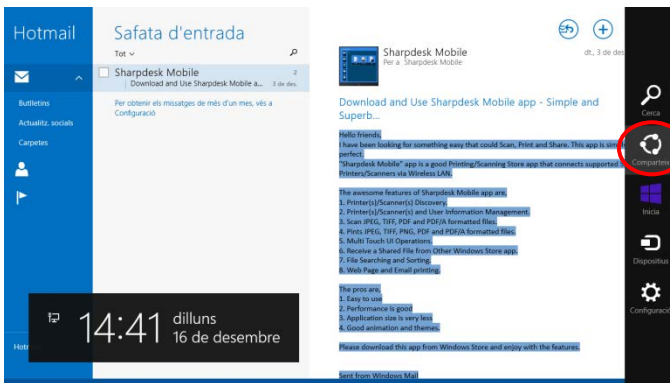 Hotmail
Butlletins
Actualitz. socials
Carpetes
Safata d'entrada
Tot
Sharpdesk Mobile
2
Download and Use Sharpdesk Mobile a...
3 de des.
Per obtenir els missatges de més d'un mes, vés a
Configuració
Sharpdesk Mobile
Per a Sharpdesk Mobile
dt., 3 de des
Download and Use Sharpdesk Mobile app - Simple and
Superb...
Hello friends,
I have been looking for something easy that could Scan, Print and Share. This app is simply
perfect.
"Sharpdesk Mobile" app is a good Printing/Scanning Store app that connects supported S
Printers/Scanners via Wireless LAN.
The awesome features of Sharpdesk Mobile app are,
1. Printer(s)/Scanner(s) Discovery.
2. Printer(s)/Scanner(s) and User Information Management.
3. Scan JPEG, TIFF, PDF and PDF/A formatted files.
4. Pints JPEG, TIFF, PNG, PDF and PDF/A formatted files.
5. Multi Touch UI Operations.
6. Receive a Shared File from Other Windows Store app.
7. File Searching and Sorting.
8. Web Page and Email printing.
The pros are,
1. Easy to use
2. Performance is good
3. Application size is very less
4. Good animation and themes.
Please download this app from Windows Store and enjoy with the features.
Sent from Windows Mail
Cerca
Comparteix
Inicia
Dispositius
Configuració
14:41
dilluns
16 de desembre